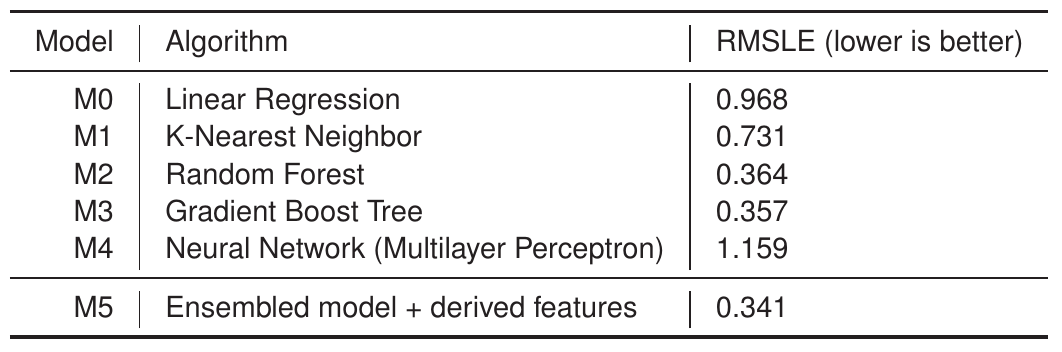 Model Algorithm RMSLE (lower is better)
M0 Linear Regression 0.968
M1 K-Nearest Neighbor 0.731
M2 Random Forest 0.364
M3 Gradient Boost Tree 0.357
M4 Neural Network (Multilayer Perceptron) 1.159
M5 Ensembled model + derived features 0.341